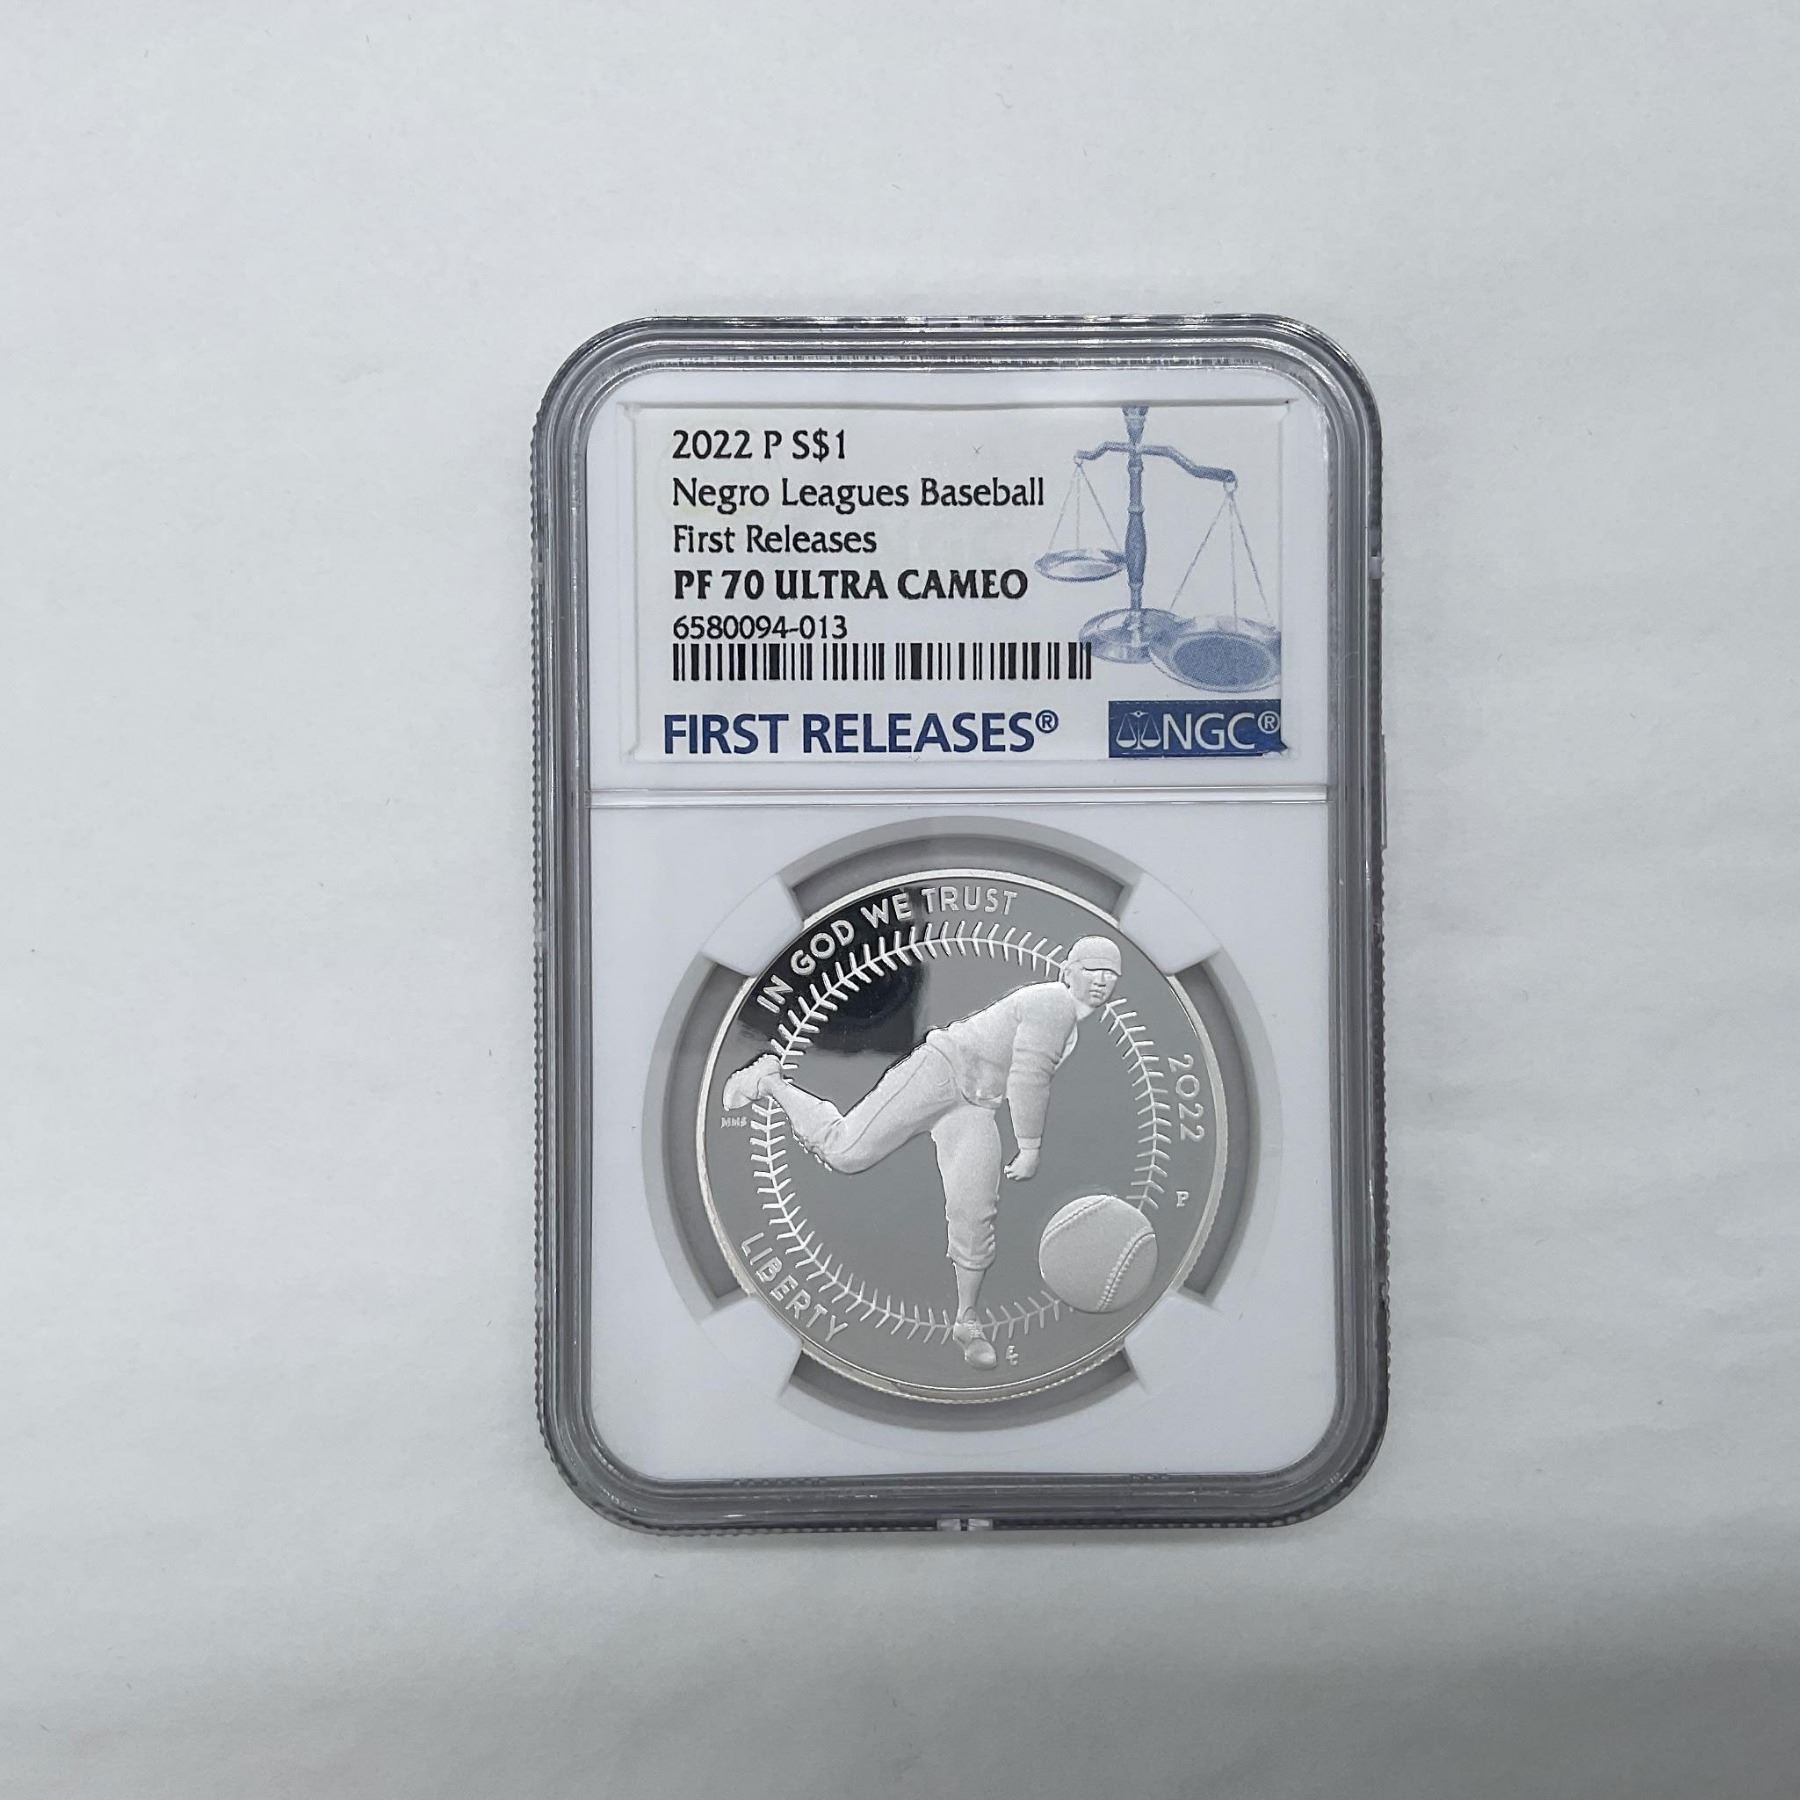 2022 P S$1
Negro Leagues Baseball
First Releases
PF 70 ULTRA CAMEO
6580094-013
FIRST RELEASES®
NGC®
IN GOD WE TRUST
2022
P
MMS
LIBERTY